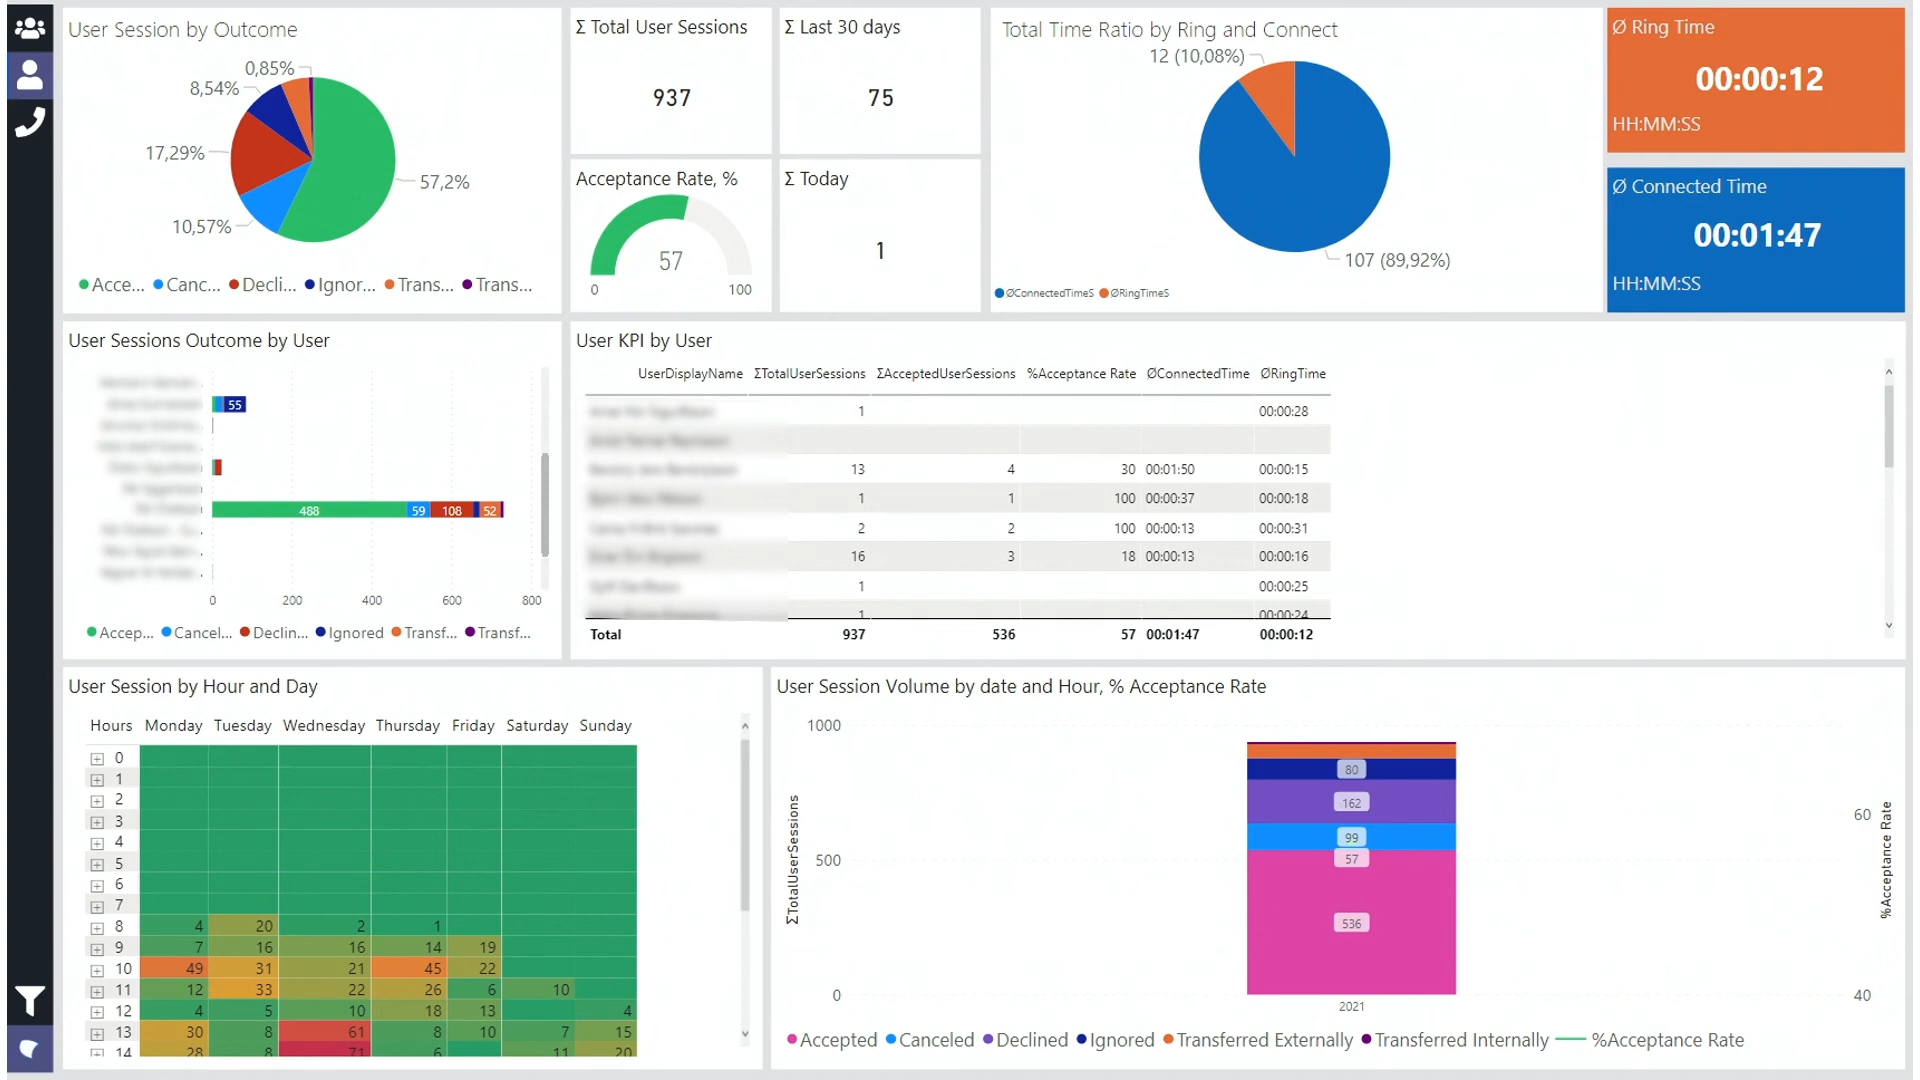 User Session by Outcome
0,85%
8,54%
17,29%
10,57%
57,2%
Acce... Canc... Decli... Ignor... Trans... Trans...
Σ Total User Sessions
937
Σ Last 30 days
75
Acceptance Rate, %
57
0 100
Σ Today
1
Total Time Ratio by Ring and Connect
12 (10,08%)
107 (89,92%)
ØConnectedTimeS ØRingTimeS
Ø Ring Time
00:00:12
HH:MM:SS
Ø Connected Time
00:01:47
HH:MM:SS
User Sessions Outcome by User
55
488 59 108 52
0 200 400 600 800
Accep... Cancel... Declin... Ignored Transf... Transf...
User KPI by User
UserDisplayName ΣTotalUserSessions ΣAcceptedUserSessions %Acceptance Rate ØConnectedTime ØRingTime
1 00:00:28
13 4 30 00:01:50 00:00:15
1 1 100 00:00:37 00:00:18
2 2 100 00:00:13 00:00:31
16 3 18 00:00:13 00:00:16
1 00:00:25
1 00:00:24
Total 937 536 57 00:01:47 00:00:12
User Session by Hour and Day
Hours Monday Tuesday Wednesday Thursday Friday Saturday Sunday
0
1
2
3
4
5
6
7
8 4 20 2 1
9 7 16 16 14 19
10 49 31 21 45 22
11 12 33 22 26 6 10
12 4 5 10 18 13 4
13 30 8 61 8 10 7 15
14 28 8 71 6 11 20
User Session Volume by date and Hour, % Acceptance Rate
1000
500
0
ΣTotalUserSessions
80
162
99
57
536
2021
60
40
%Acceptance Rate
Accepted Canceled Declined Ignored Transferred Externally Transferred Internally %Acceptance Rate